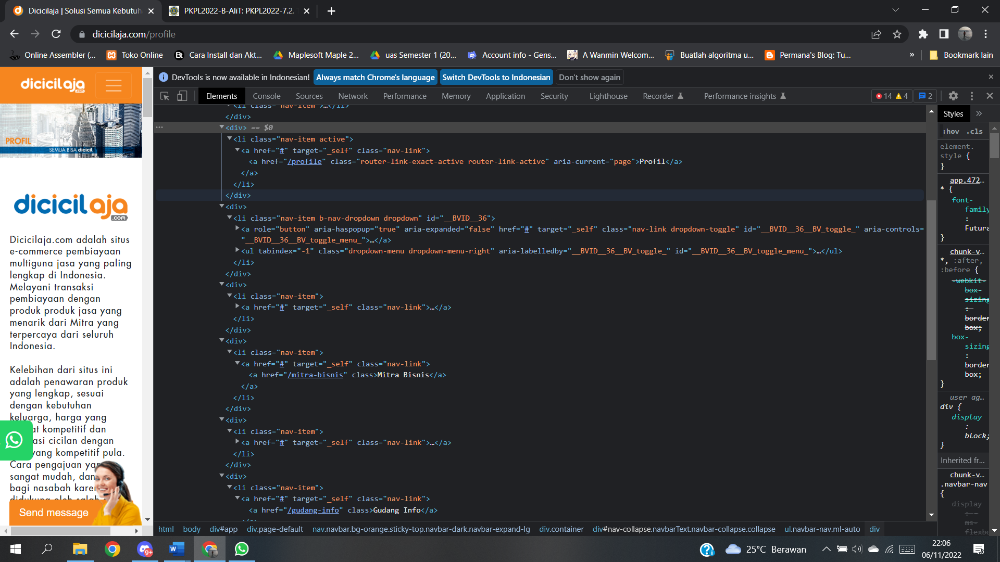 Dicicilaja | Solusi Semua Kebutuh
PKPL2022-B-AliT: PKPL2022-7.2.
dicicilaja.com/profile
Online Assembler (...
Toko Online
Cara Install dan Akt...
Maplesoft Maple 2...
uas Semester 1 (20...
Account info - Gens...
A Wanmin Welcom...
Buatlah algoritma u...
Permana's Blog: Tu...
»
Bookmark lain
dicicilaja
.com
PROFIL
SEMUA BISA dicicil
dicicilaja
.com
Dicicilaja.com adalah situs
e-commerce pembiayaan
multiguna jasa yang paling
lengkap di Indonesia.
Melayani transaksi
pembiayaan dengan
produk produk jasa yang
menarik dari Mitra yang
terpercaya dari seluruh
Indonesia.
Kelebihan dari situs ini
adalah penawaran produk
yang lengkap, sesuai
dengan kebutuhan
keluarga, harga yang
at kompetitif dan
asi cicilan dengan
yang kompetitif pula.
Cara pengajuan yan
sangat mudah, dan
bagi nasabah karen
didukung oleh salah
Send message
DevTools is now available in Indonesian!
Always match Chrome's language
Switch DevTools to Indonesian
Don't show again
Elements
Console
Sources
Network
Performance
Memory
Application
Security
Lighthouse
Recorder
Performance insights
14
4
2
<li class="nav-item">…</li>
</div>
<div> == $0
<li class="nav-item active">
<a href="#" target="_self" class="nav-link">
<a href="/profile" class="router-link-exact-active router-link-active" aria-current="page">Profil</a>
</a>
</li>
</div>
<div>
<li class="nav-item b-nav-dropdown dropdown" id="__BVID__36">
<a role="button" aria-haspopup="true" aria-expanded="false" href="#" target="_self" class="nav-link dropdown-toggle" id="__BVID__36__BV_toggle_" aria-controls=
"__BVID__36__BV_toggle_menu_">…</a>
<ul tabindex="-1" class="dropdown-menu dropdown-menu-right" aria-labelledby="__BVID__36__BV_toggle_" id="__BVID__36__BV_toggle_menu_">…</ul>
</li>
</div>
<div>
<li class="nav-item">
<a href="#" target="_self" class="nav-link">…</a>
</li>
</div>
<div>
<li class="nav-item">
<a href="#" target="_self" class="nav-link">
<a href="/mitra-bisnis" class>Mitra Bisnis</a>
</a>
</li>
</div>
<div>
<li class="nav-item">
<a href="#" target="_self" class="nav-link">…</a>
</li>
</div>
<div>
<li class="nav-item">
<a href="#" target="_self" class="nav-link">
<a href="/gudang-info" class>Gudang Info</a>
</a>
html
body
div#app
div.page-default
nav.navbar.bg-orange.sticky-top.navbar-dark.navbar-expand-lg
div.container
div#nav-collapse.navbarText.navbar-collapse.collapse
ul.navbar-nav.ml-auto
div
Styles
»
:hov .cls
element.
style {
}
app.472…
* {
font-
family
:
Futura
}
chunk-v…
*, :after,
:before {
-webkit-
box-
sizing
:
border
box;
box-
sizing
:
border
box;
}
user ag…
div {
display
:
block;
}
Inherited fr…
chunk-v…
.navbar-nav
{
display
: -
ms-
flexbo
9+
25°C Berawan
22:06
06/11/2022